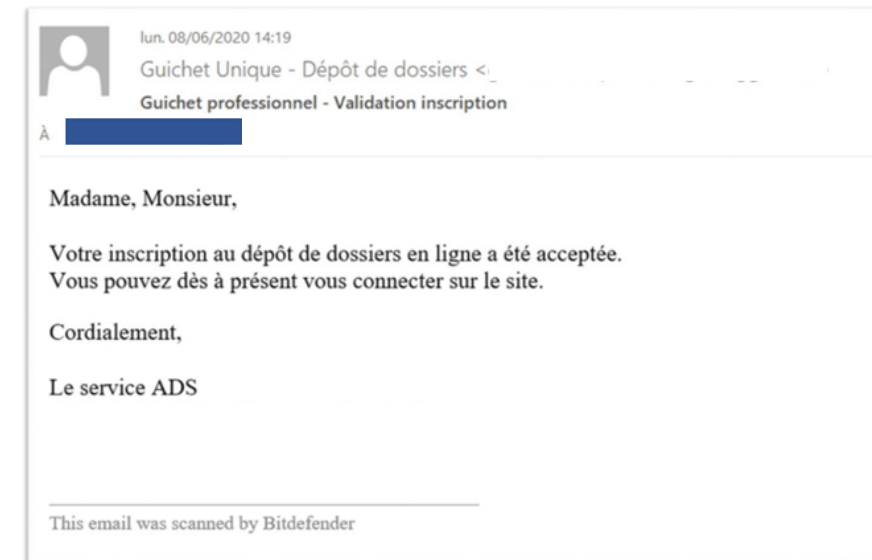 lun. 08/06/2020 14:19
Guichet Unique - Dépôt de dossiers <
Guichet professionnel - Validation inscription
À
Madame, Monsieur,
Votre inscription au dépôt de dossiers en ligne a été acceptée.
Vous pouvez dès à présent vous connecter sur le site.
Cordialement,
Le service ADS
This email was scanned by Bitdefender